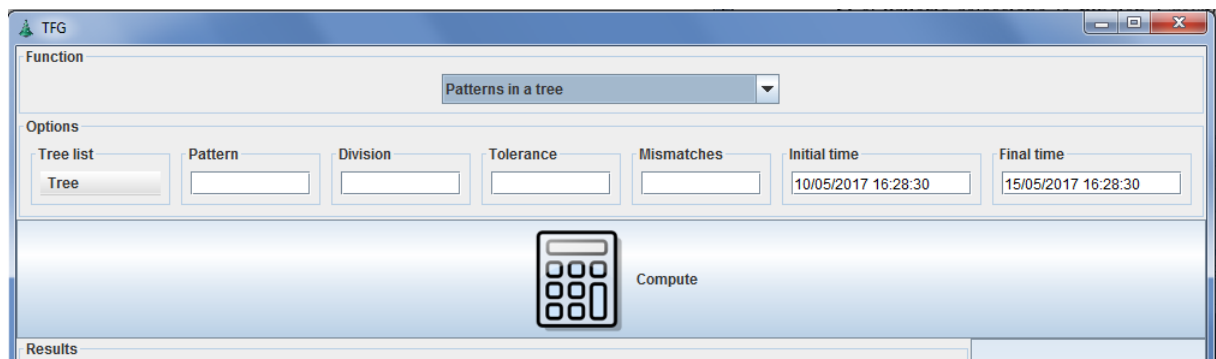 TFG
Function
Patterns in a tree
Options
Tree list Pattern Division Tolerance Mismatches Initial time Final time
Tree 10/05/2017 16:28:30 15/05/2017 16:28:30
Compute
Results